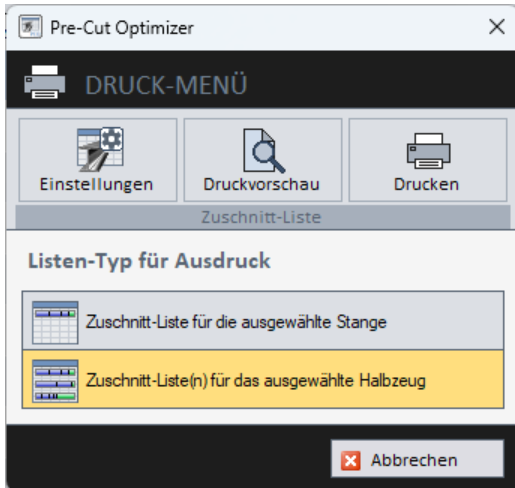 Pre-Cut Optimizer
DRUCK-MENÜ
Einstellungen
Druckvorschau
Drucken
Zuschnitt-Liste
Listen-Typ für Ausdruck
Zuschnitt-Liste für die ausgewählte Stange
Zuschnitt-Liste(n) für das ausgewählte Halbzeug
Abbrechen